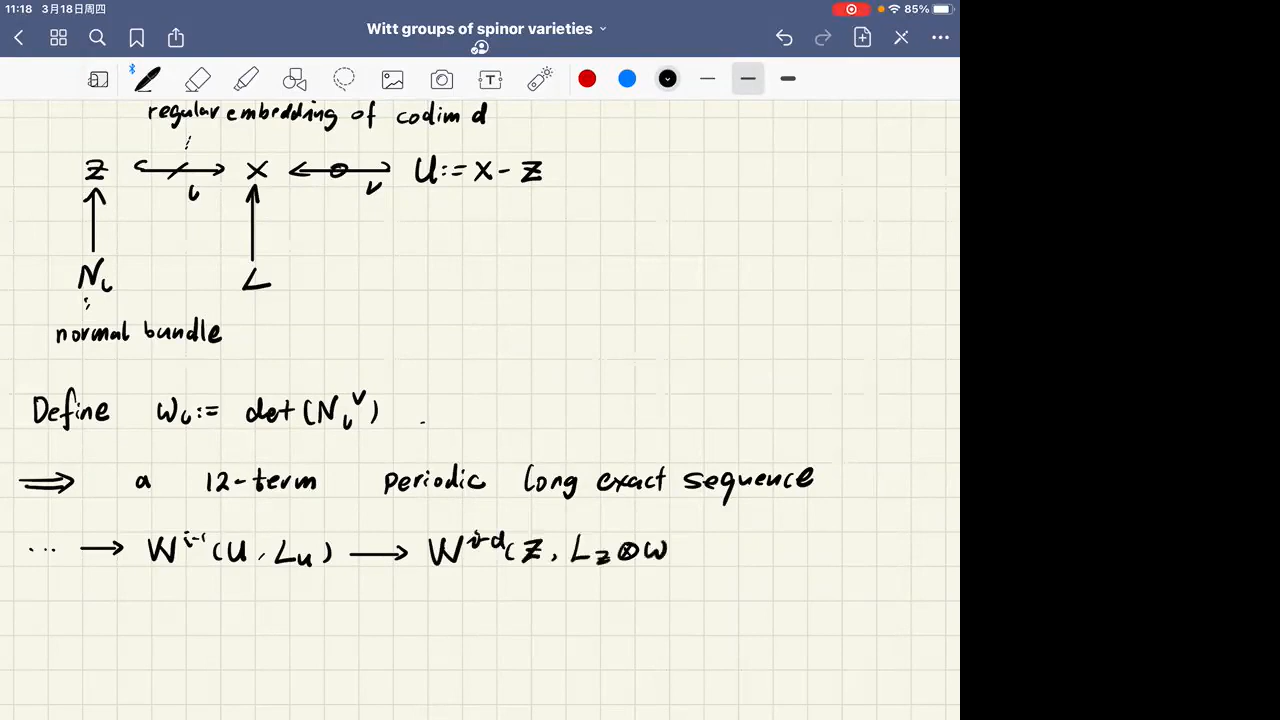 11:18 3月18日周四
85%
Witt groups of spinor varieties
regular embedding of codim d
Z ↪ X ↩ U := X - Z
ι v
N_ι L
normal bundle
Define ω_ι := det(N_ι^∨)
⟹ a 12-term periodic long exact sequence
... → W^{i-1}(U, L_U) → W^{i-d}(Z, L_Z ⊗ ω